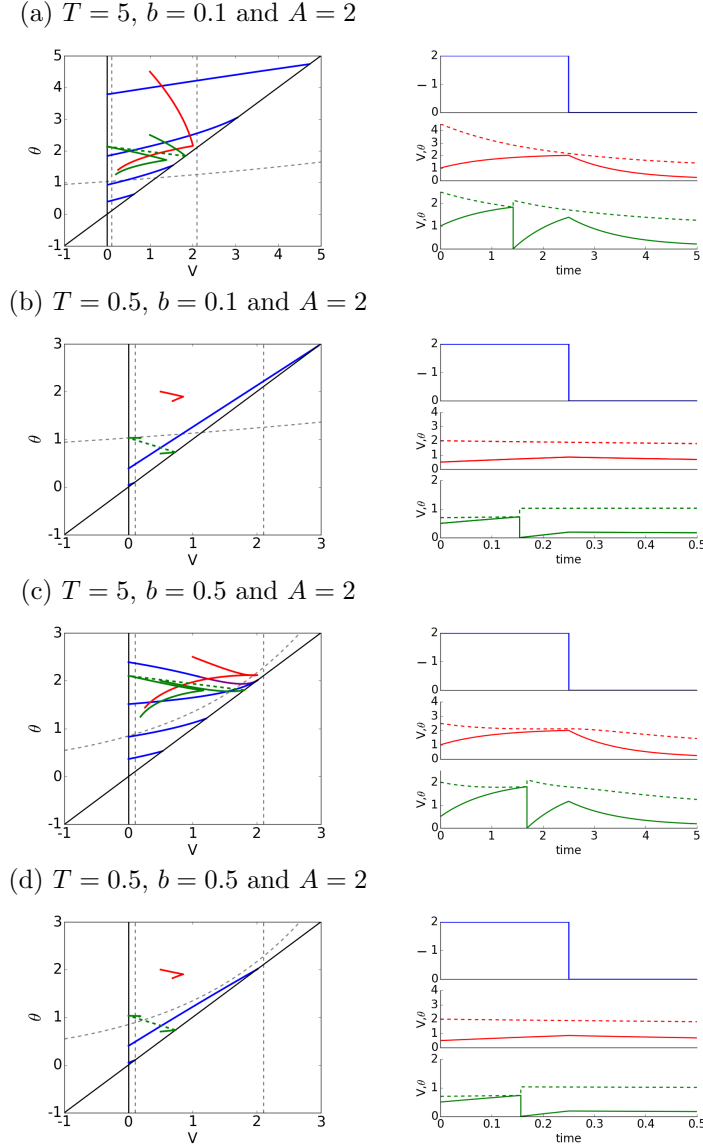 (a) T = 5, b = 0.1 and A = 2
5
4
3
2
1
0
-1
θ
-1 0 1 2 3 4 5
V
2
1
0
I
4
3
2
1
0
V,θ
2
1
0
V,θ
0 1 2 3 4 5
time
(b) T = 0.5, b = 0.1 and A = 2
3
2
1
0
-1
θ
-1 0 1 2 3
V
2
1
0
I
4
3
2
1
0
V,θ
2
1
0
V,θ
0 0.1 0.2 0.3 0.4 0.5
time
(c) T = 5, b = 0.5 and A = 2
3
2
1
0
-1
θ
-1 0 1 2 3
V
2
1
0
I
4
3
2
1
0
V,θ
2
1
0
V,θ
0 1 2 3 4 5
time
(d) T = 0.5, b = 0.5 and A = 2
3
2
1
0
-1
θ
-1 0 1 2 3
V
2
1
0
I
4
3
2
1
0
V,θ
2
1
0
V,θ
0 0.1 0.2 0.3 0.4 0.5
time